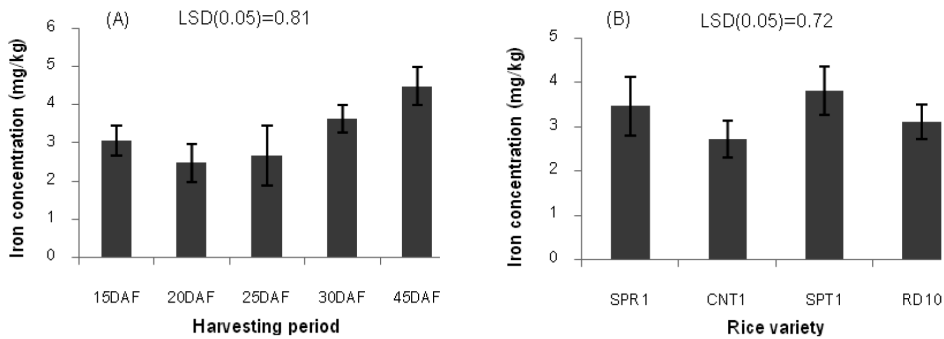 (A) LSD(0.05)=0.81
Iron concentration (mg/kg)
6
5
4
3
2
1
0
15DAF 20DAF 25DAF 30DAF 45DAF
Harvesting period
(B) LSD(0.05)=0.72
Iron concentration (mg/kg)
5
4
3
2
1
0
SPR1 CNT1 SPT1 RD10
Rice variety